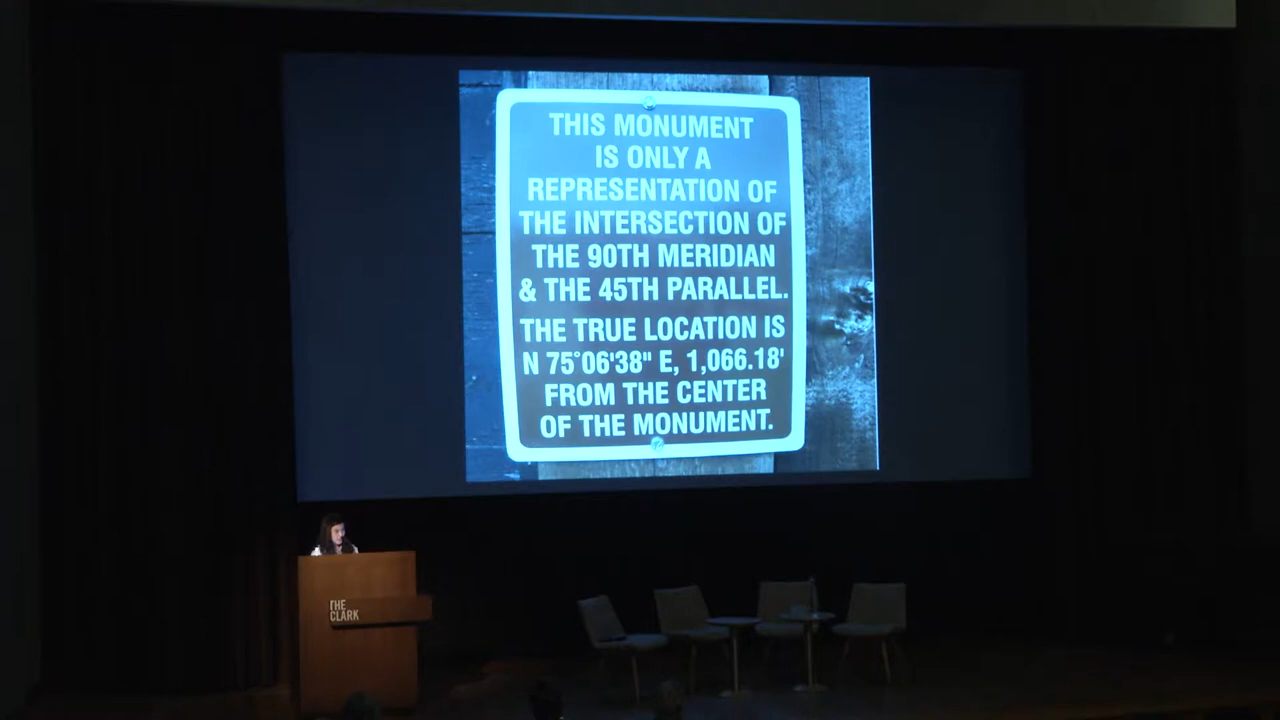 THIS MONUMENT
IS ONLY A
REPRESENTATION OF
THE INTERSECTION OF
THE 90TH MERIDIAN
& THE 45TH PARALLEL.
THE TRUE LOCATION IS
N 75°06'38" E, 1,066.18'
FROM THE CENTER
OF THE MONUMENT.
THE
CLARK